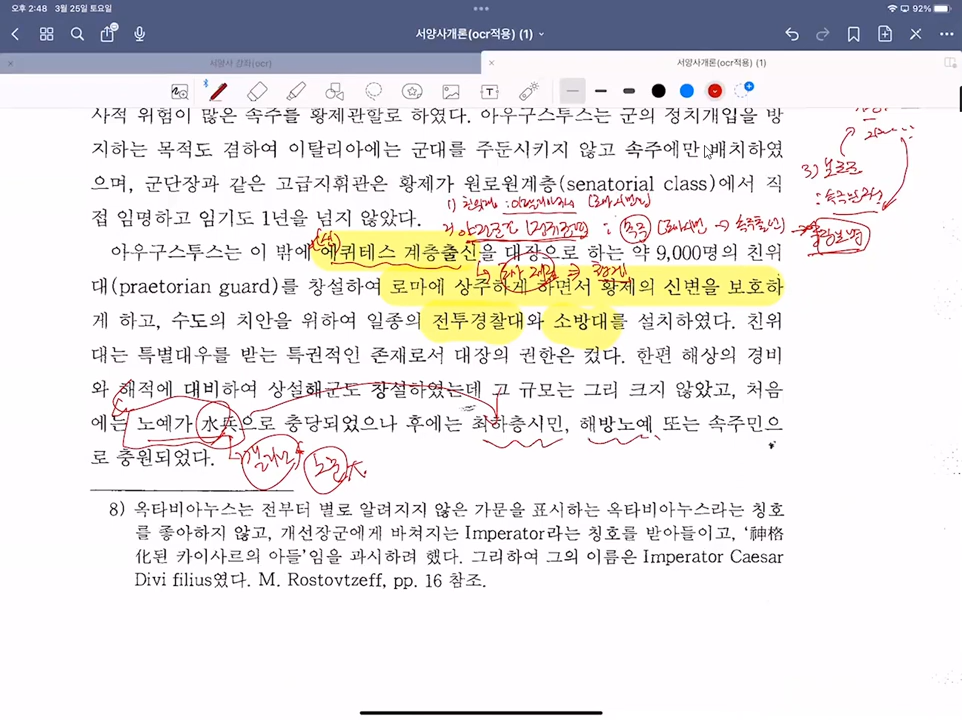 오후 2:48 3월 25일 토요일
92%
서양사개론(ocr적용) (1)
서양사 강좌(ocr)
서양사개론(ocr적용) (1)
사적 위험이 많은 속주를 황제관할로 하였다. 아우구스투스는 군의 정치개입을 방
지하는 목적도 겸하여 이탈리아에는 군대를 주둔시키지 않고 속주에만 배치하였
으며, 군단장과 같은 고급지휘관은 황제가 원로원계층(senatorial class)에서 직
접 임명하고 임기도 1년을 넘지 않았다.
아우구스투스는 이 밖에 에퀴테스 계층출신을 대장으로 하는 약 9,000명의 친위
대(praetorian guard)를 창설하여 로마에 상주하게 하면서 황제의 신변을 보호하
게 하고, 수도의 치안을 위하여 일종의 전투경찰대와 소방대를 설치하였다. 친위
대는 특별대우를 받는 특권적인 존재로서 대장의 권한은 컸다. 한편 해상의 경비
와 해적에 대비하여 상설해군도 창설하였는데 그 규모는 그리 크지 않았고, 처음
에는 노예가 水兵으로 충당되었으나 후에는 최하층시민, 해방노예 또는 속주민으
로 충원되었다.
8) 옥타비아누스는 전부터 별로 알려지지 않은 가문을 표시하는 옥타비아누스라는 칭호
를 좋아하지 않고, 개선장군에게 바쳐지는 Imperator라는 칭호를 받아들이고, '神格
化된 카이사르의 아들'임을 과시하려 했다. 그리하여 그의 이름은 Imperator Caesar
Divi filius였다. M. Rostovtzeff, pp. 16 참조.